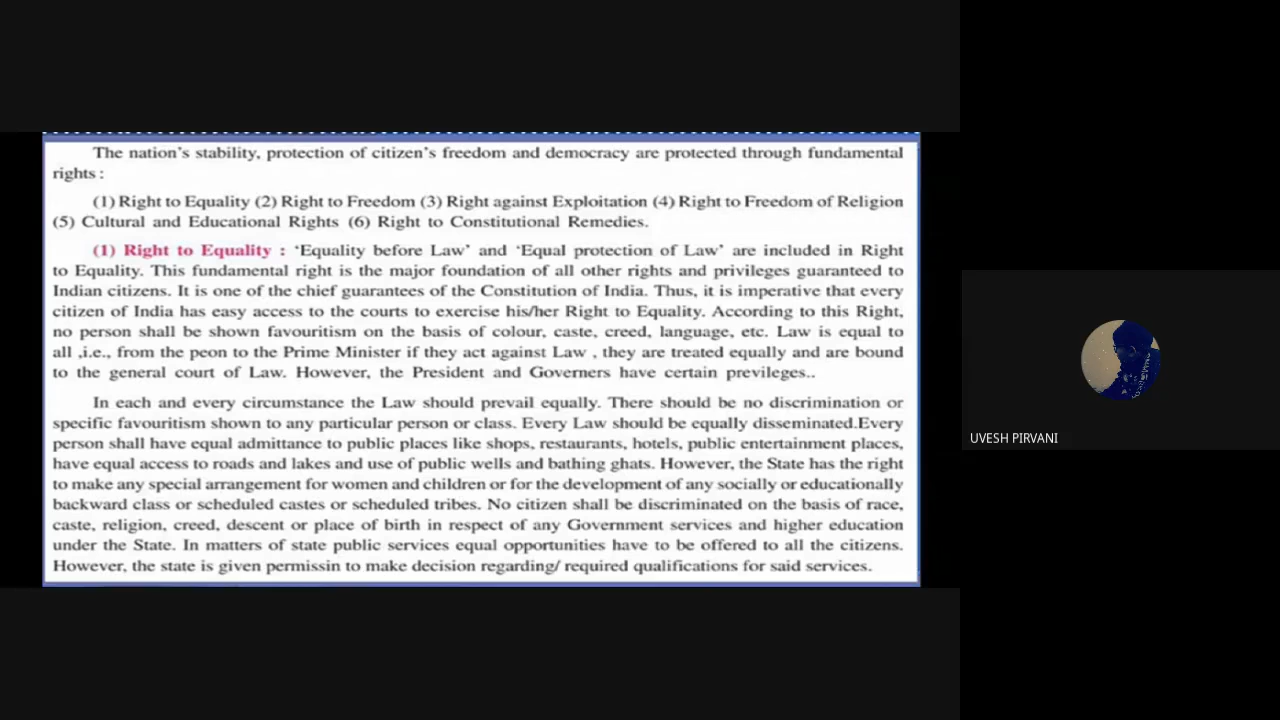 The nation's stability, protection of citizen's freedom and democracy are protected through fundamental
rights :
(1) Right to Equality (2) Right to Freedom (3) Right against Exploitation (4) Right to Freedom of Religion
(5) Cultural and Educational Rights (6) Right to Constitutional Remedies.
(1) Right to Equality : 'Equality before Law' and 'Equal protection of Law' are included in Right
to Equality. This fundamental right is the major foundation of all other rights and privileges guaranteed to
Indian citizens. It is one of the chief guarantees of the Constitution of India. Thus, it is imperative that every
citizen of India has easy access to the courts to exercise his/her Right to Equality. According to this Right,
no person shall be shown favouritism on the basis of colour, caste, creed, language, etc. Law is equal to
all ,i.e., from the peon to the Prime Minister if they act against Law , they are treated equally and are bound
to the general court of Law. However, the President and Governers have certain previleges..
In each and every circumstance the Law should prevail equally. There should be no discrimination or
specific favouritism shown to any particular person or class. Every Law should be equally disseminated.Every
person shall have equal admittance to public places like shops, restaurants, hotels, public entertainment places,
have equal access to roads and lakes and use of public wells and bathing ghats. However, the State has the right
to make any special arrangement for women and children or for the development of any socially or educationally
backward class or scheduled castes or scheduled tribes. No citizen shall be discriminated on the basis of race,
caste, religion, creed, descent or place of birth in respect of any Government services and higher education
under the State. In matters of state public services equal opportunities have to be offered to all the citizens.
However, the state is given permissin to make decision regarding/ required qualifications for said services.
UVESH PIRVANI